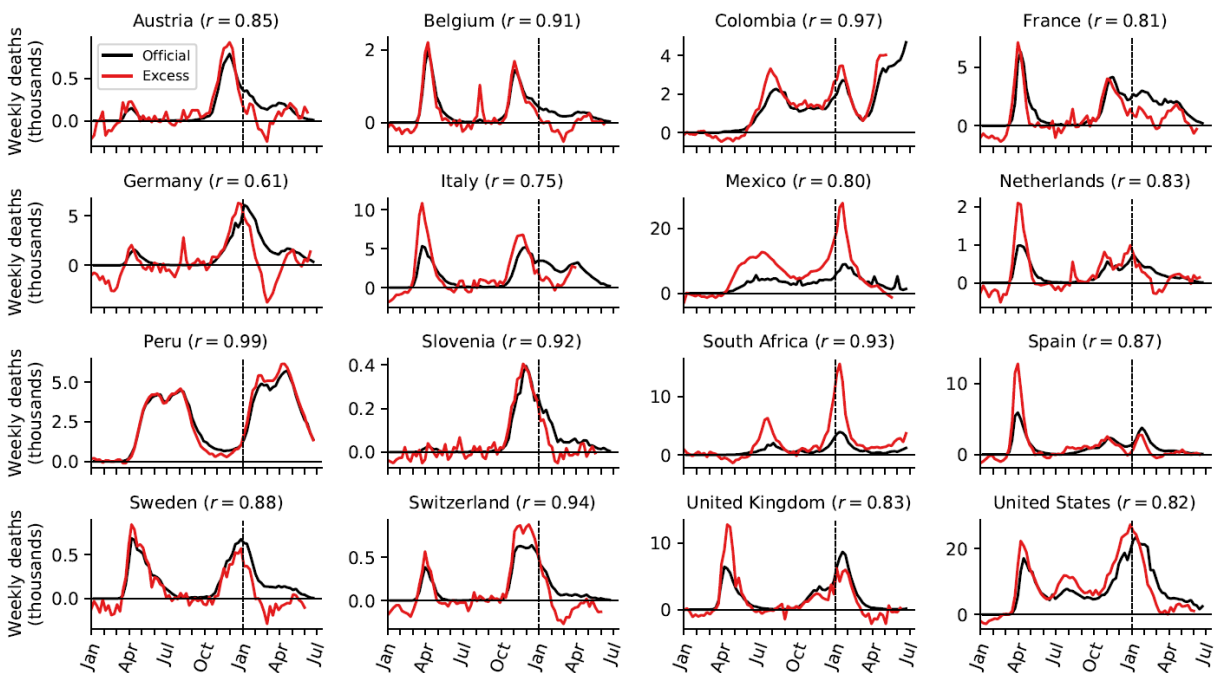 Austria (r = 0.85)
Belgium (r = 0.91)
Colombia (r = 0.97)
France (r = 0.81)
Weekly deaths
(thousands)
Official
Excess
0.5
0.0
2
0
4
2
0
5
0
Germany (r = 0.61)
Italy (r = 0.75)
Mexico (r = 0.80)
Netherlands (r = 0.83)
Weekly deaths
(thousands)
5
0
10
5
0
20
0
2
1
0
Peru (r = 0.99)
Slovenia (r = 0.92)
South Africa (r = 0.93)
Spain (r = 0.87)
Weekly deaths
(thousands)
5.0
2.5
0.0
0.4
0.2
0.0
10
0
10
0
Sweden (r = 0.88)
Switzerland (r = 0.94)
United Kingdom (r = 0.83)
United States (r = 0.82)
Weekly deaths
(thousands)
0.5
0.0
0.5
0.0
10
0
20
0
Jan Apr Jul Oct Jan Apr Jul
Jan Apr Jul Oct Jan Apr Jul
Jan Apr Jul Oct Jan Apr Jul
Jan Apr Jul Oct Jan Apr Jul